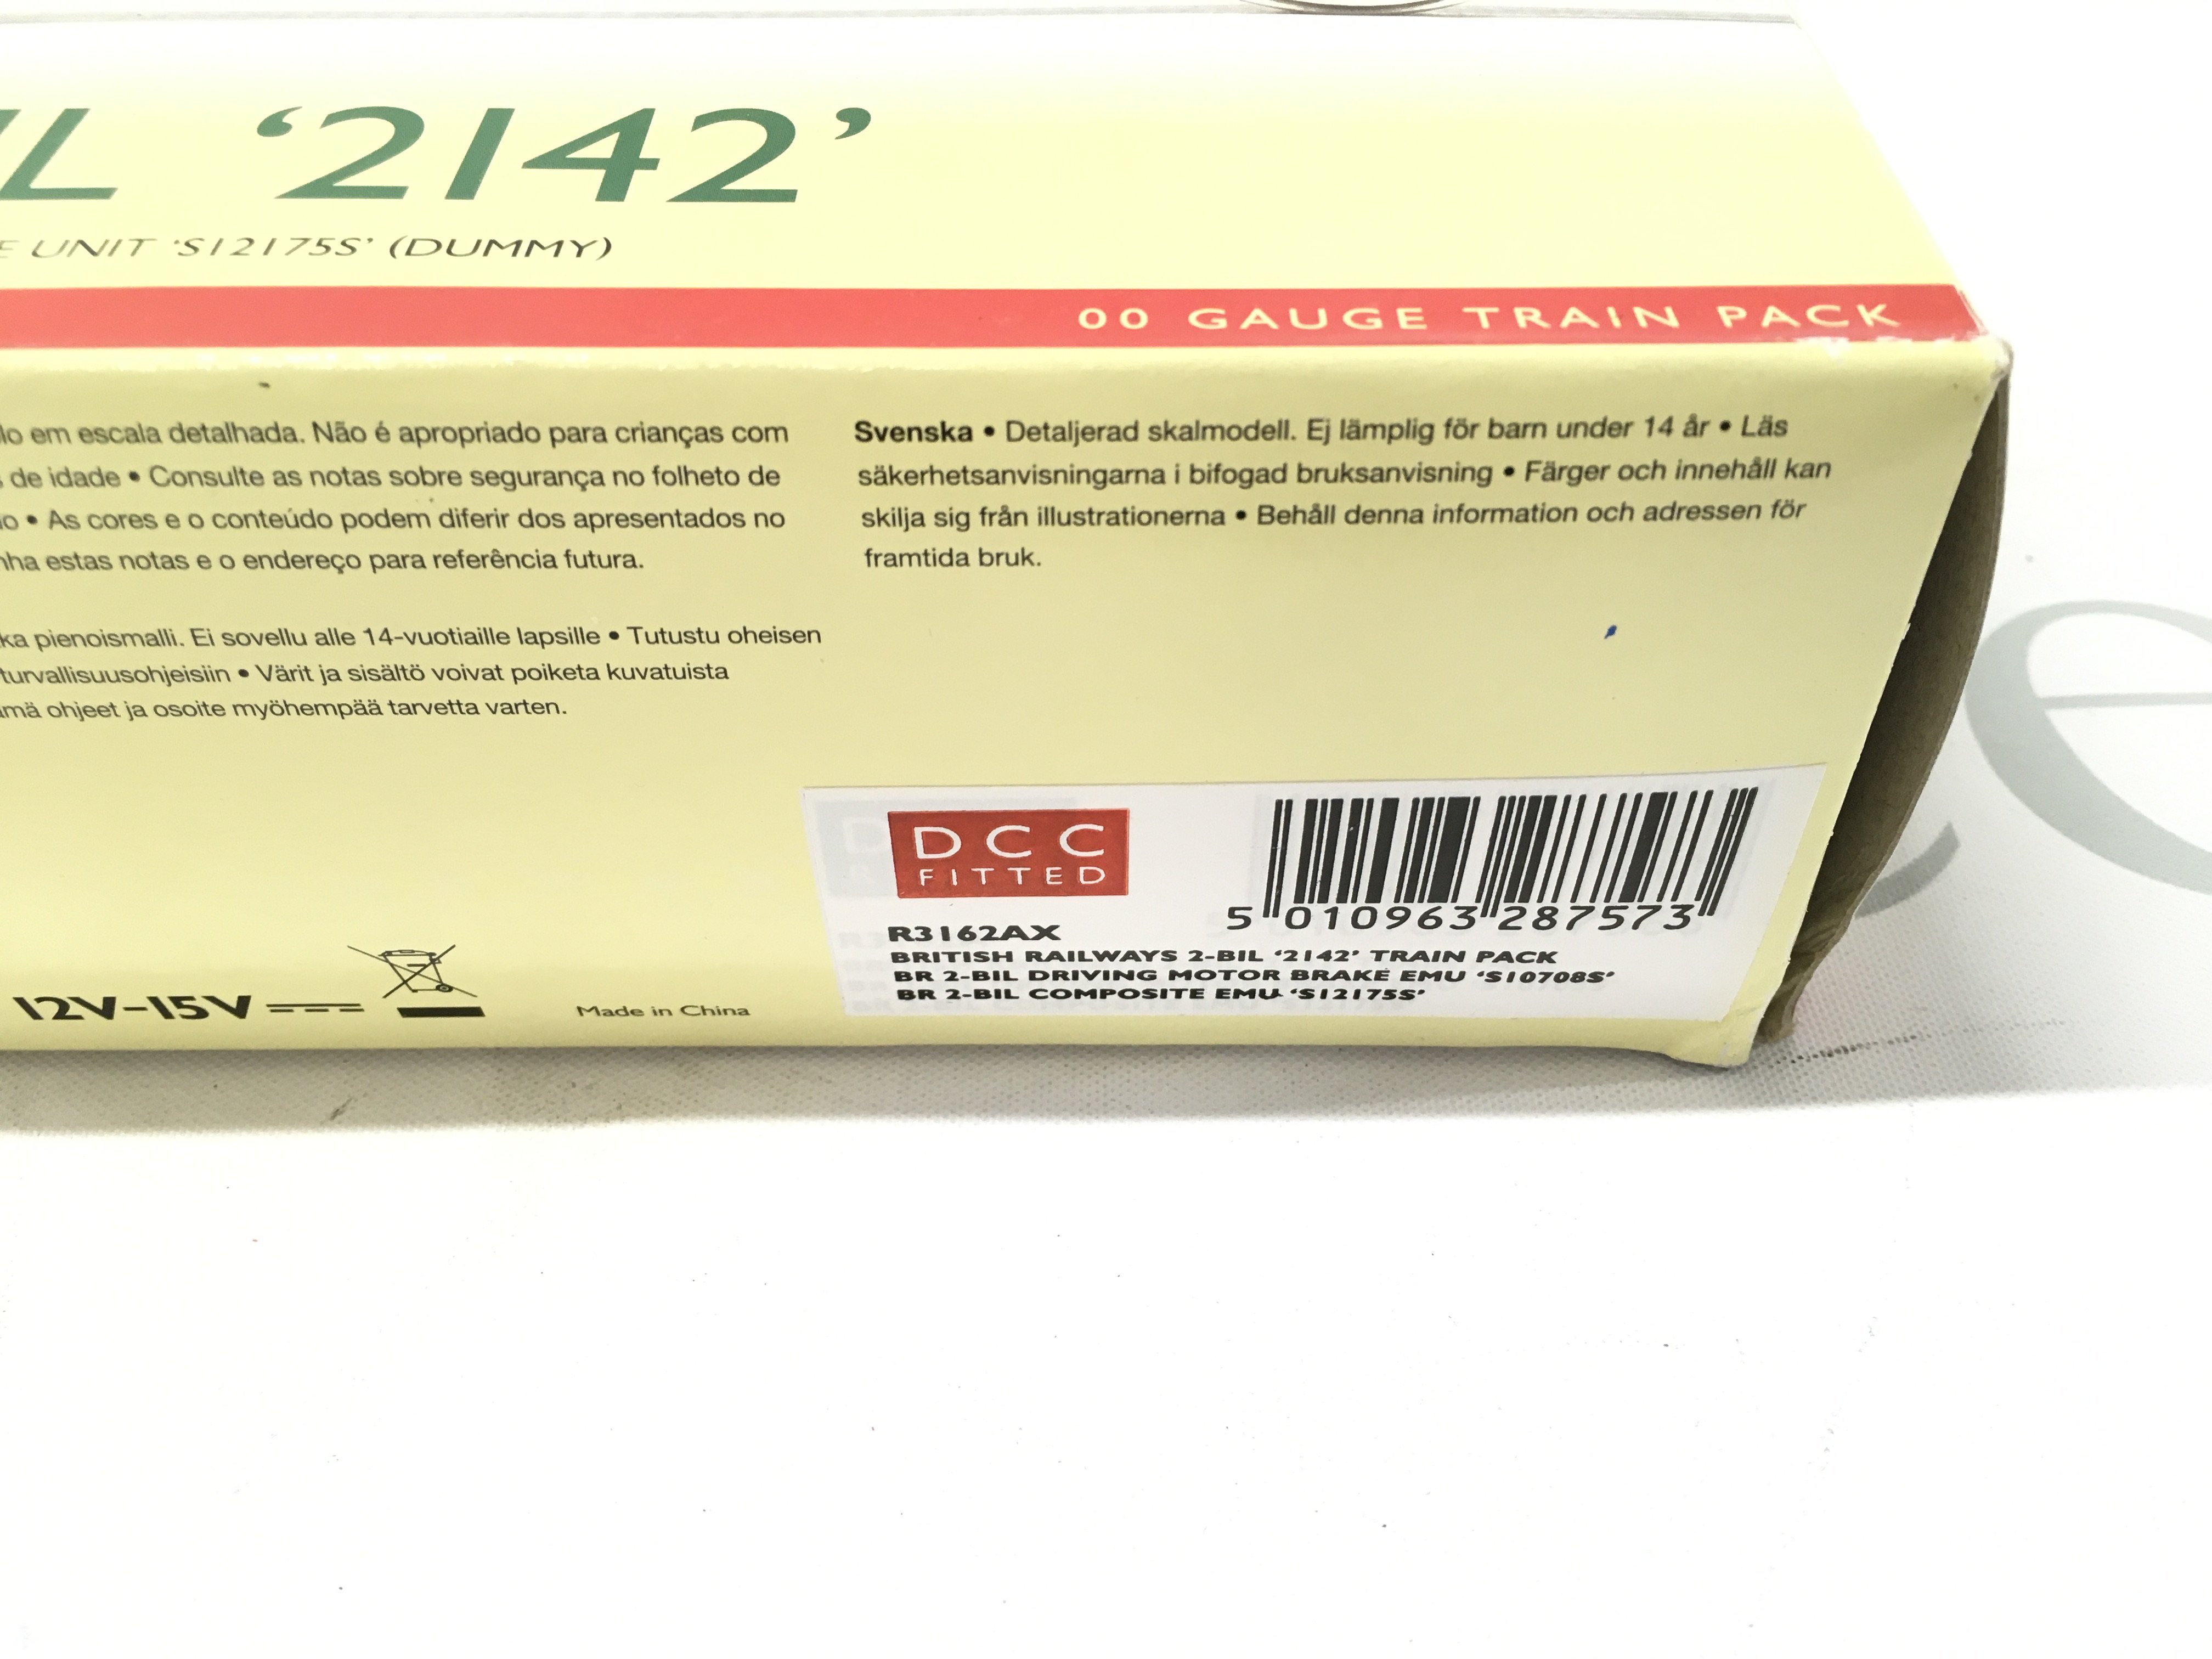 IL ‘2142’
E UNIT ‘S12175S’ (DUMMY)
00 GAUGE TRAIN PACK
lo em escala detalhada. Não é apropriado para crianças com
de idade • Consulte as notas sobre segurança no folheto de
o • As cores e o conteúdo podem diferir dos apresentados no
nha estas notas e o endereço para referência futura.
ka pienoismalli. Ei sovellu alle 14-vuotiaille lapsille • Tutustu oheisen
turvallisuusohjeisiin • Värit ja sisältö voivat poiketa kuvatuista
mä ohjeet ja osoite myöhempää tarvetta varten.
Svenska • Detaljerad skalmodell. Ej lämplig för barn under 14 år • Läs
säkerhetsanvisningarna i bifogad bruksanvisning • Färger och innehåll kan
skilja sig från illustrationerna • Behåll denna information och adressen för
framtida bruk.
12V-15V
Made in China
DCC
FITTED
5 010963 287573
R3162AX
BRITISH RAILWAYS 2-BIL ‘2142’ TRAIN PACK
BR 2-BIL DRIVING MOTOR BRAKE EMU ‘S10708S’
BR 2-BIL COMPOSITE EMU ‘S12175S’
ce